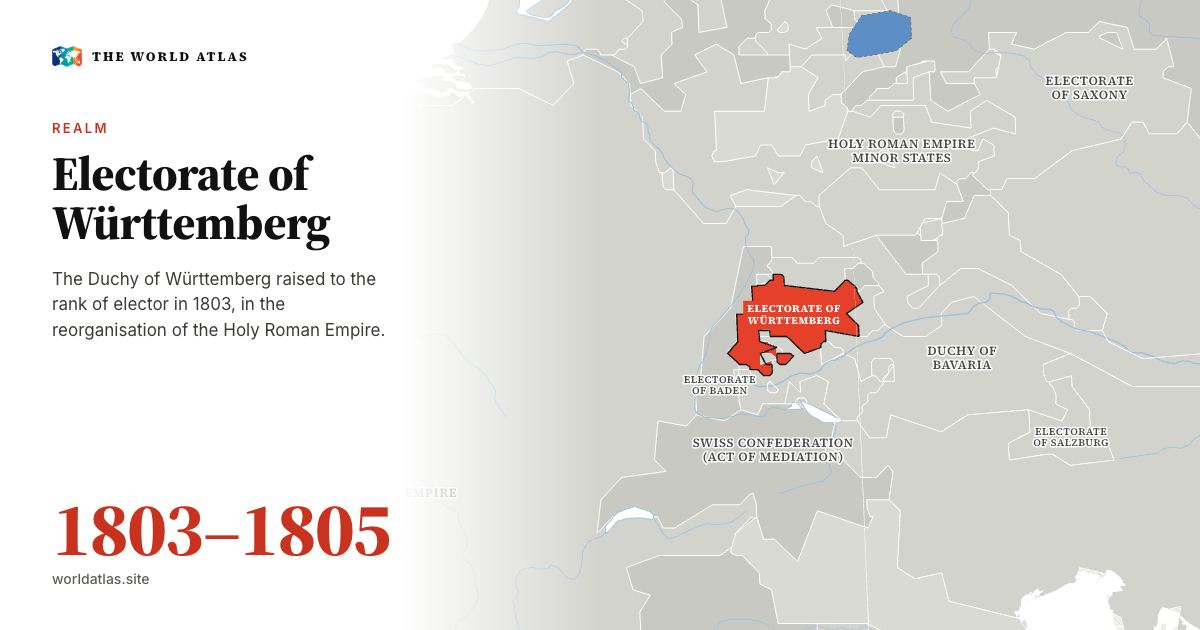 THE WORLD ATLAS
REALM
Electorate of
Württemberg
The Duchy of Württemberg raised to the
rank of elector in 1803, in the
reorganisation of the Holy Roman Empire.
1803–1805
worldatlas.site
ELECTORATE
OF SAXONY
HOLY ROMAN EMPIRE
MINOR STATES
ELECTORATE OF
WÜRTTEMBERG
DUCHY OF
BAVARIA
ELECTORATE
OF BADEN
ELECTORATE
OF SALZBURG
SWISS CONFEDERATION
(ACT OF MEDIATION)
EMPIRE